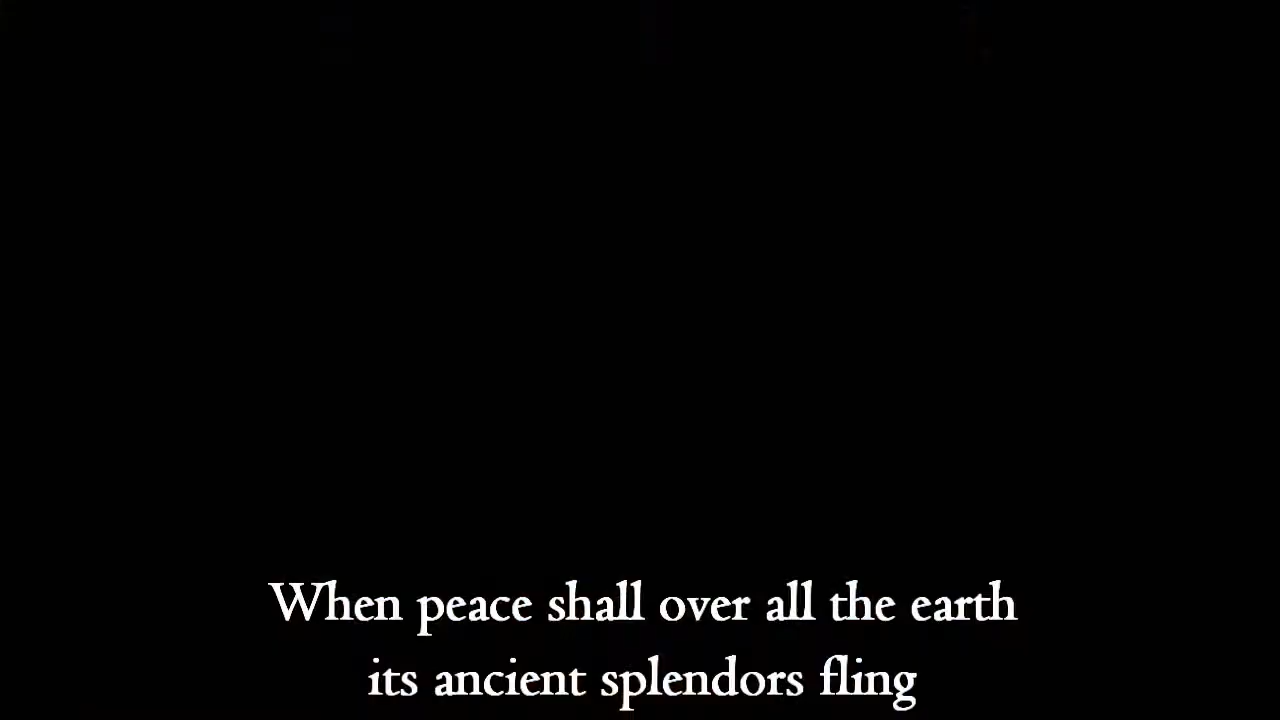 When peace shall over all the earth
its ancient splendors fling